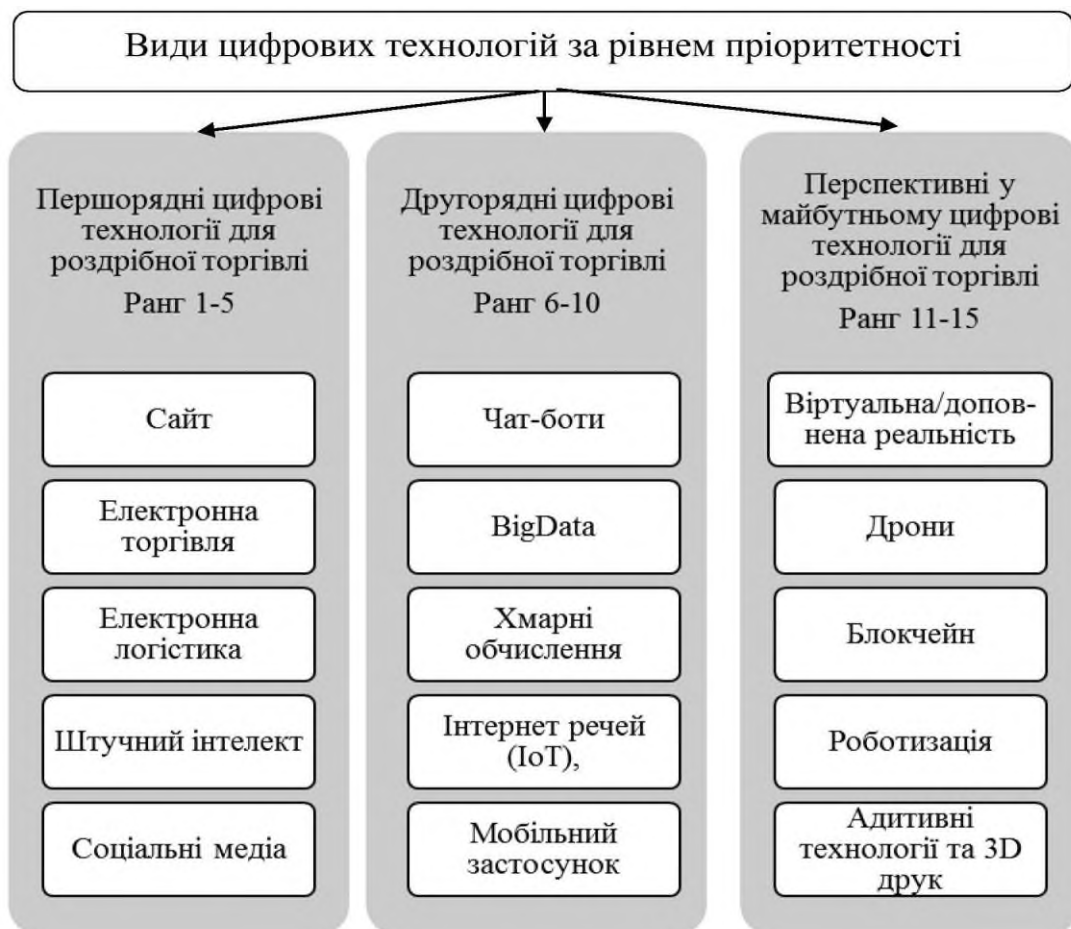 Види цифрових технологій за рівнем пріоритетності
Першорядні цифрові
технології для
роздрібної торгівлі
Ранг 1-5
Сайт
Електронна
торгівля
Електронна
логістика
Штучний інтелект
Соціальні медіа
Другорядні цифрові
технології для
роздрібної торгівлі
Ранг 6-10
Чат-боти
BigData
Хмарні
обчислення
Інтернет речей
(IoT),
Мобільний
застосунок
Перспективні у
майбутньому цифрові
технології для
роздрібної торгівлі
Ранг 11-15
Віртуальна/допов-
нена реальність
Дрони
Блокчейн
Роботизація
Адитивні
технології та 3D
друк